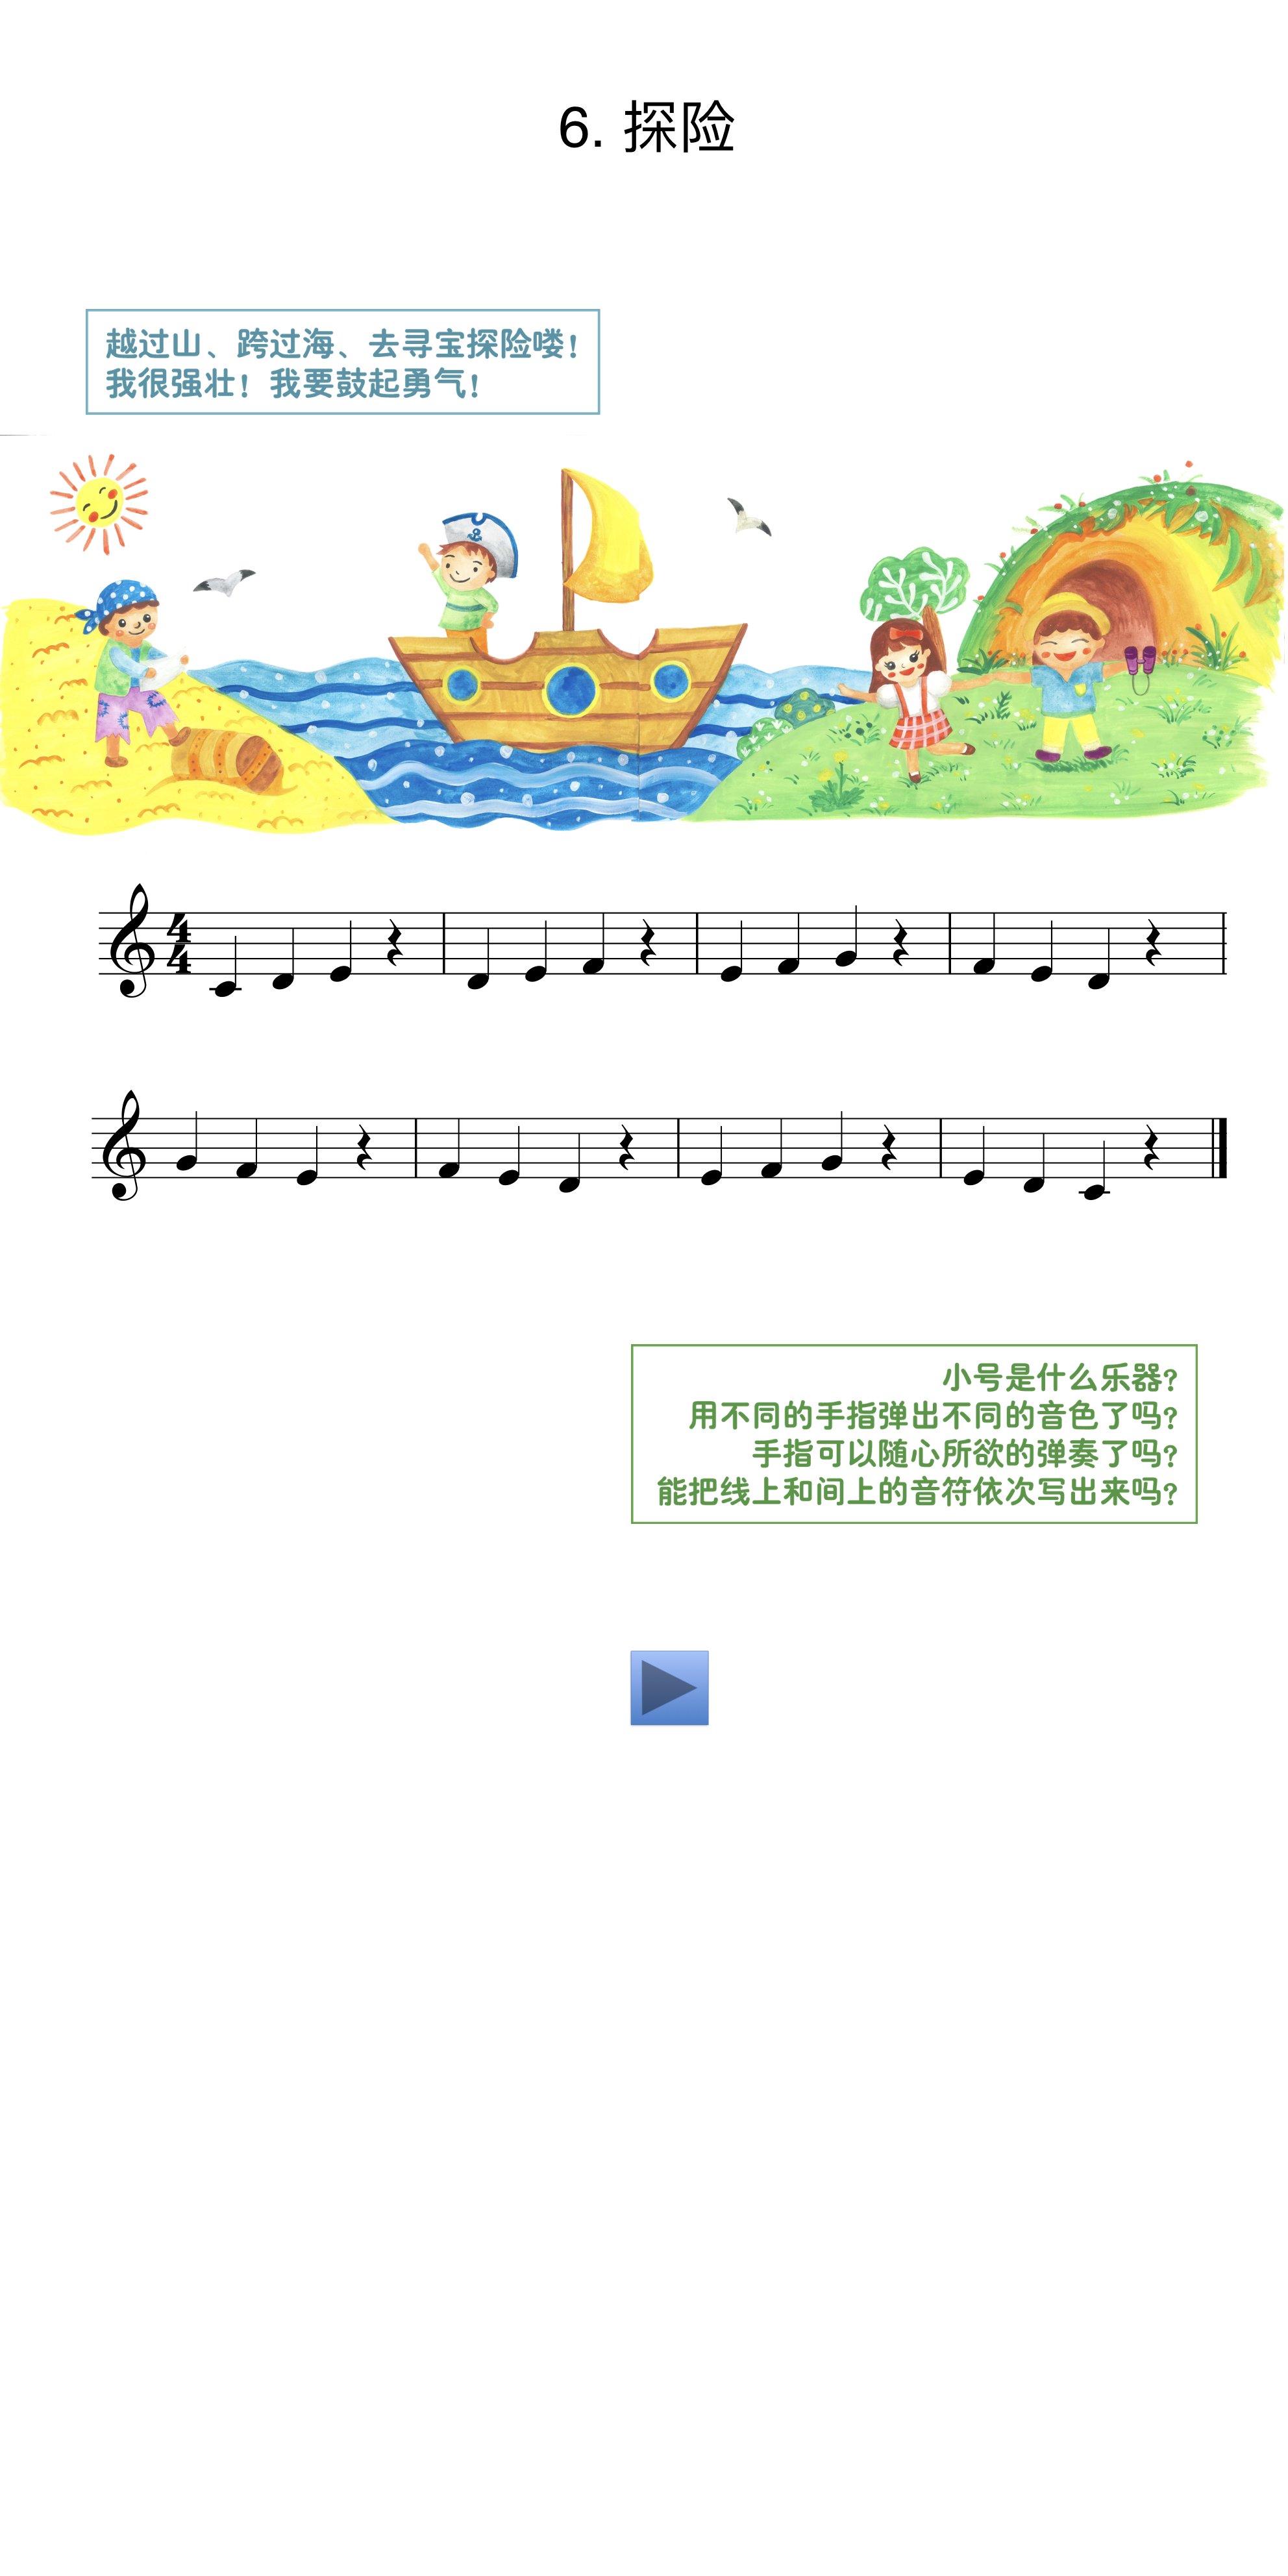 6. 探险
越过山、跨过海、去寻宝探险喽！
我很强壮！我要鼓起勇气！
4
4
小号是什么乐器？
用不同的手指弹出不同的音色了吗？
手指可以随心所欲的弹奏了吗？
能把线上和间上的音符依次写出来吗？